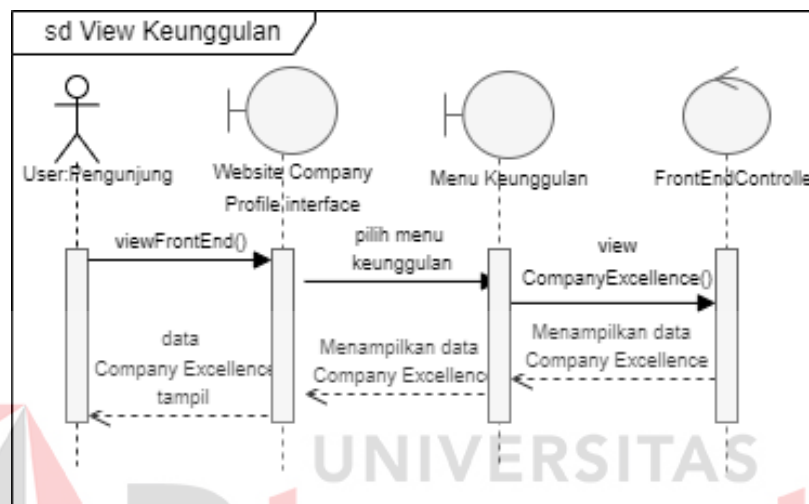 sd View Keunggulan
User:Pengunjung
Website Company
Profile interface
Menu Keunggulan
FrontEndControlle
viewFrontEnd()
pilih menu
keunggulan
view
CompanyExcellence()
Menampilkan data
Company Excellence
Menampilkan data
Company Excellenc
data
Company Excellence
tampil
UNIVERSITAS